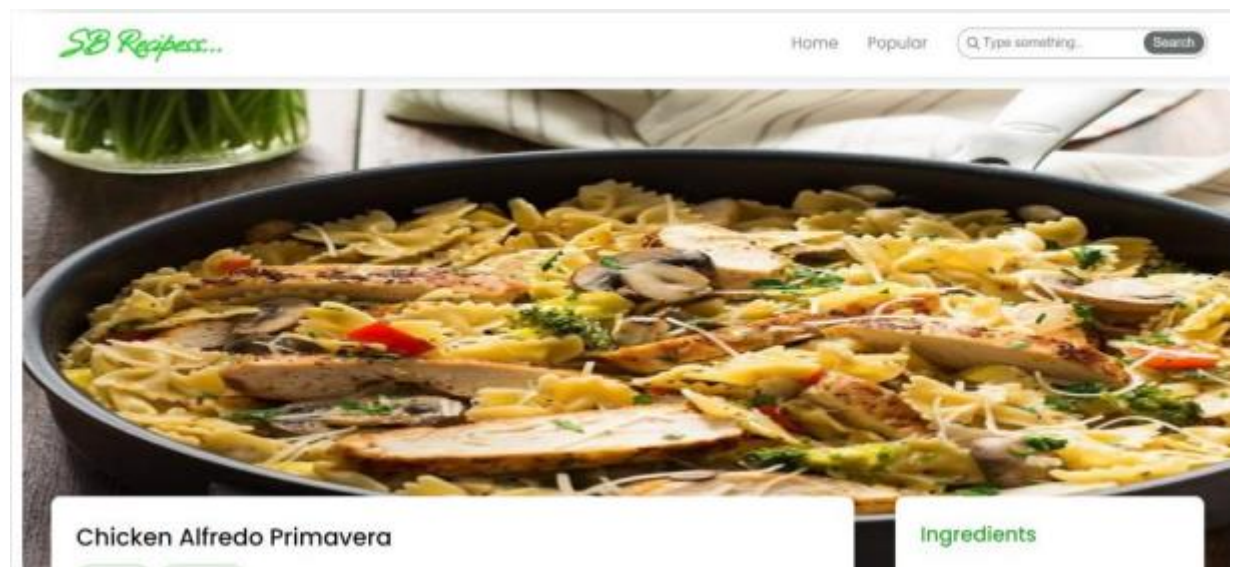 SB Recipess...
Home Popular Type something... Search
Chicken Alfredo Primavera
Ingredients